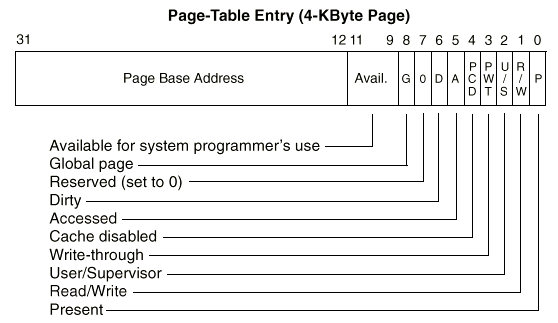 Page-Table Entry (4-KByte Page)
31 12 11 9 8 7 6 5 4 3 2 1 0
Page Base Address Avail. G 0 D A PCD PWT U/S R/W P
Available for system programmer's use
Global page
Reserved (set to 0)
Dirty
Accessed
Cache disabled
Write-through
User/Supervisor
Read/Write
Present